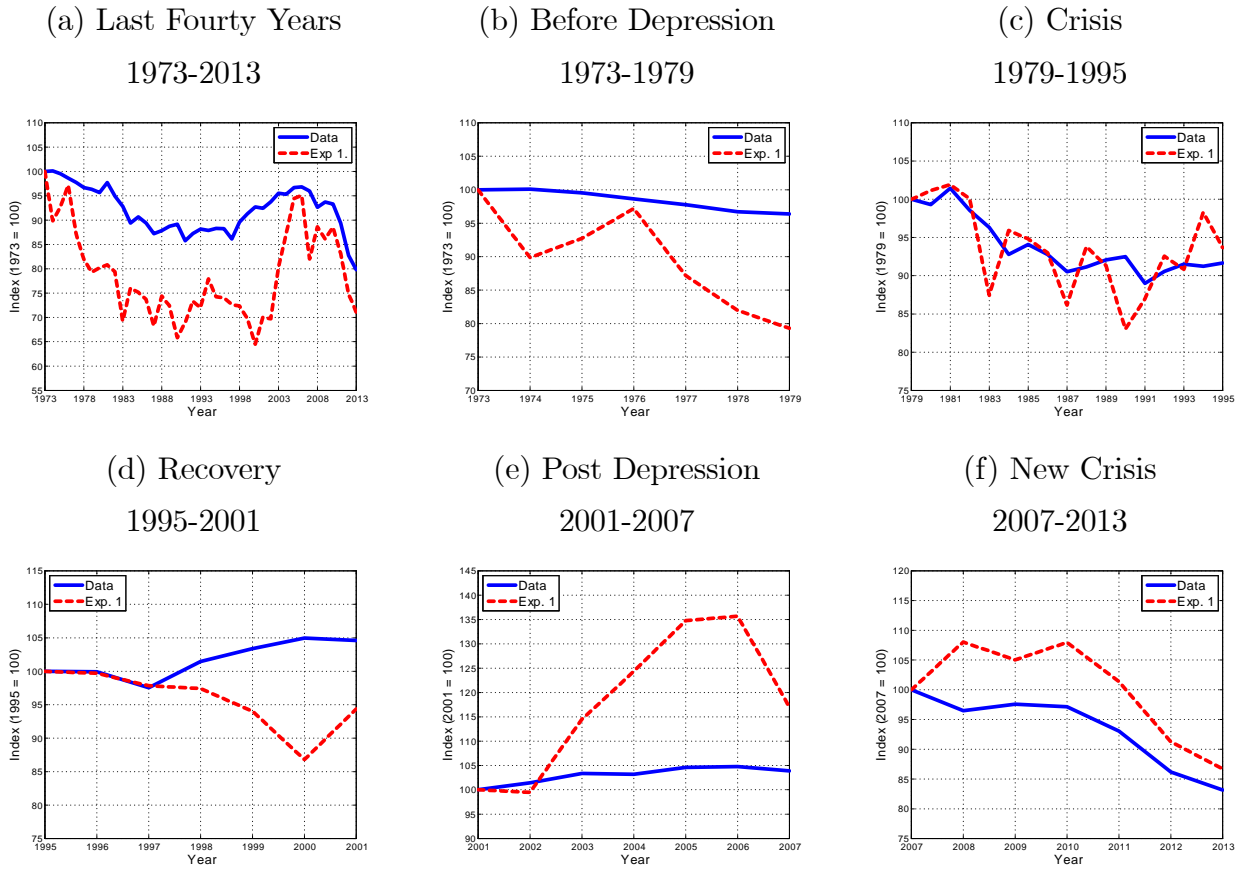 (a) Last Fourty Years
1973-2013
110
105
100
95
90
85
80
75
70
65
60
55
Index (1973 = 100)
Data
Exp 1.
1973 1978 1983 1988 1993 1998 2003 2008 2013
Year
(b) Before Depression
1973-1979
110
105
100
95
90
85
80
75
70
Index (1973 = 100)
Data
Exp. 1
1973 1974 1975 1976 1977 1978 1979
Year
(c) Crisis
1979-1995
110
105
100
95
90
85
80
75
Index (1979 = 100)
Data
Exp. 1
1979 1981 1983 1985 1987 1989 1991 1993 1995
Year
(d) Recovery
1995-2001
115
110
105
100
95
90
85
80
75
Index (1995 = 100)
Data
Exp. 1
1995 1996 1997 1998 1999 2000 2001
Year
(e) Post Depression
2001-2007
145
140
135
130
125
120
115
110
105
100
95
90
Index (2001 = 100)
Data
Exp. 1
2001 2002 2003 2004 2005 2006 2007
Year
(f) New Crisis
2007-2013
120
115
110
105
100
95
90
85
80
75
Index (2007 = 100)
Data
Exp. 1
2007 2008 2009 2010 2011 2012 2013
Year